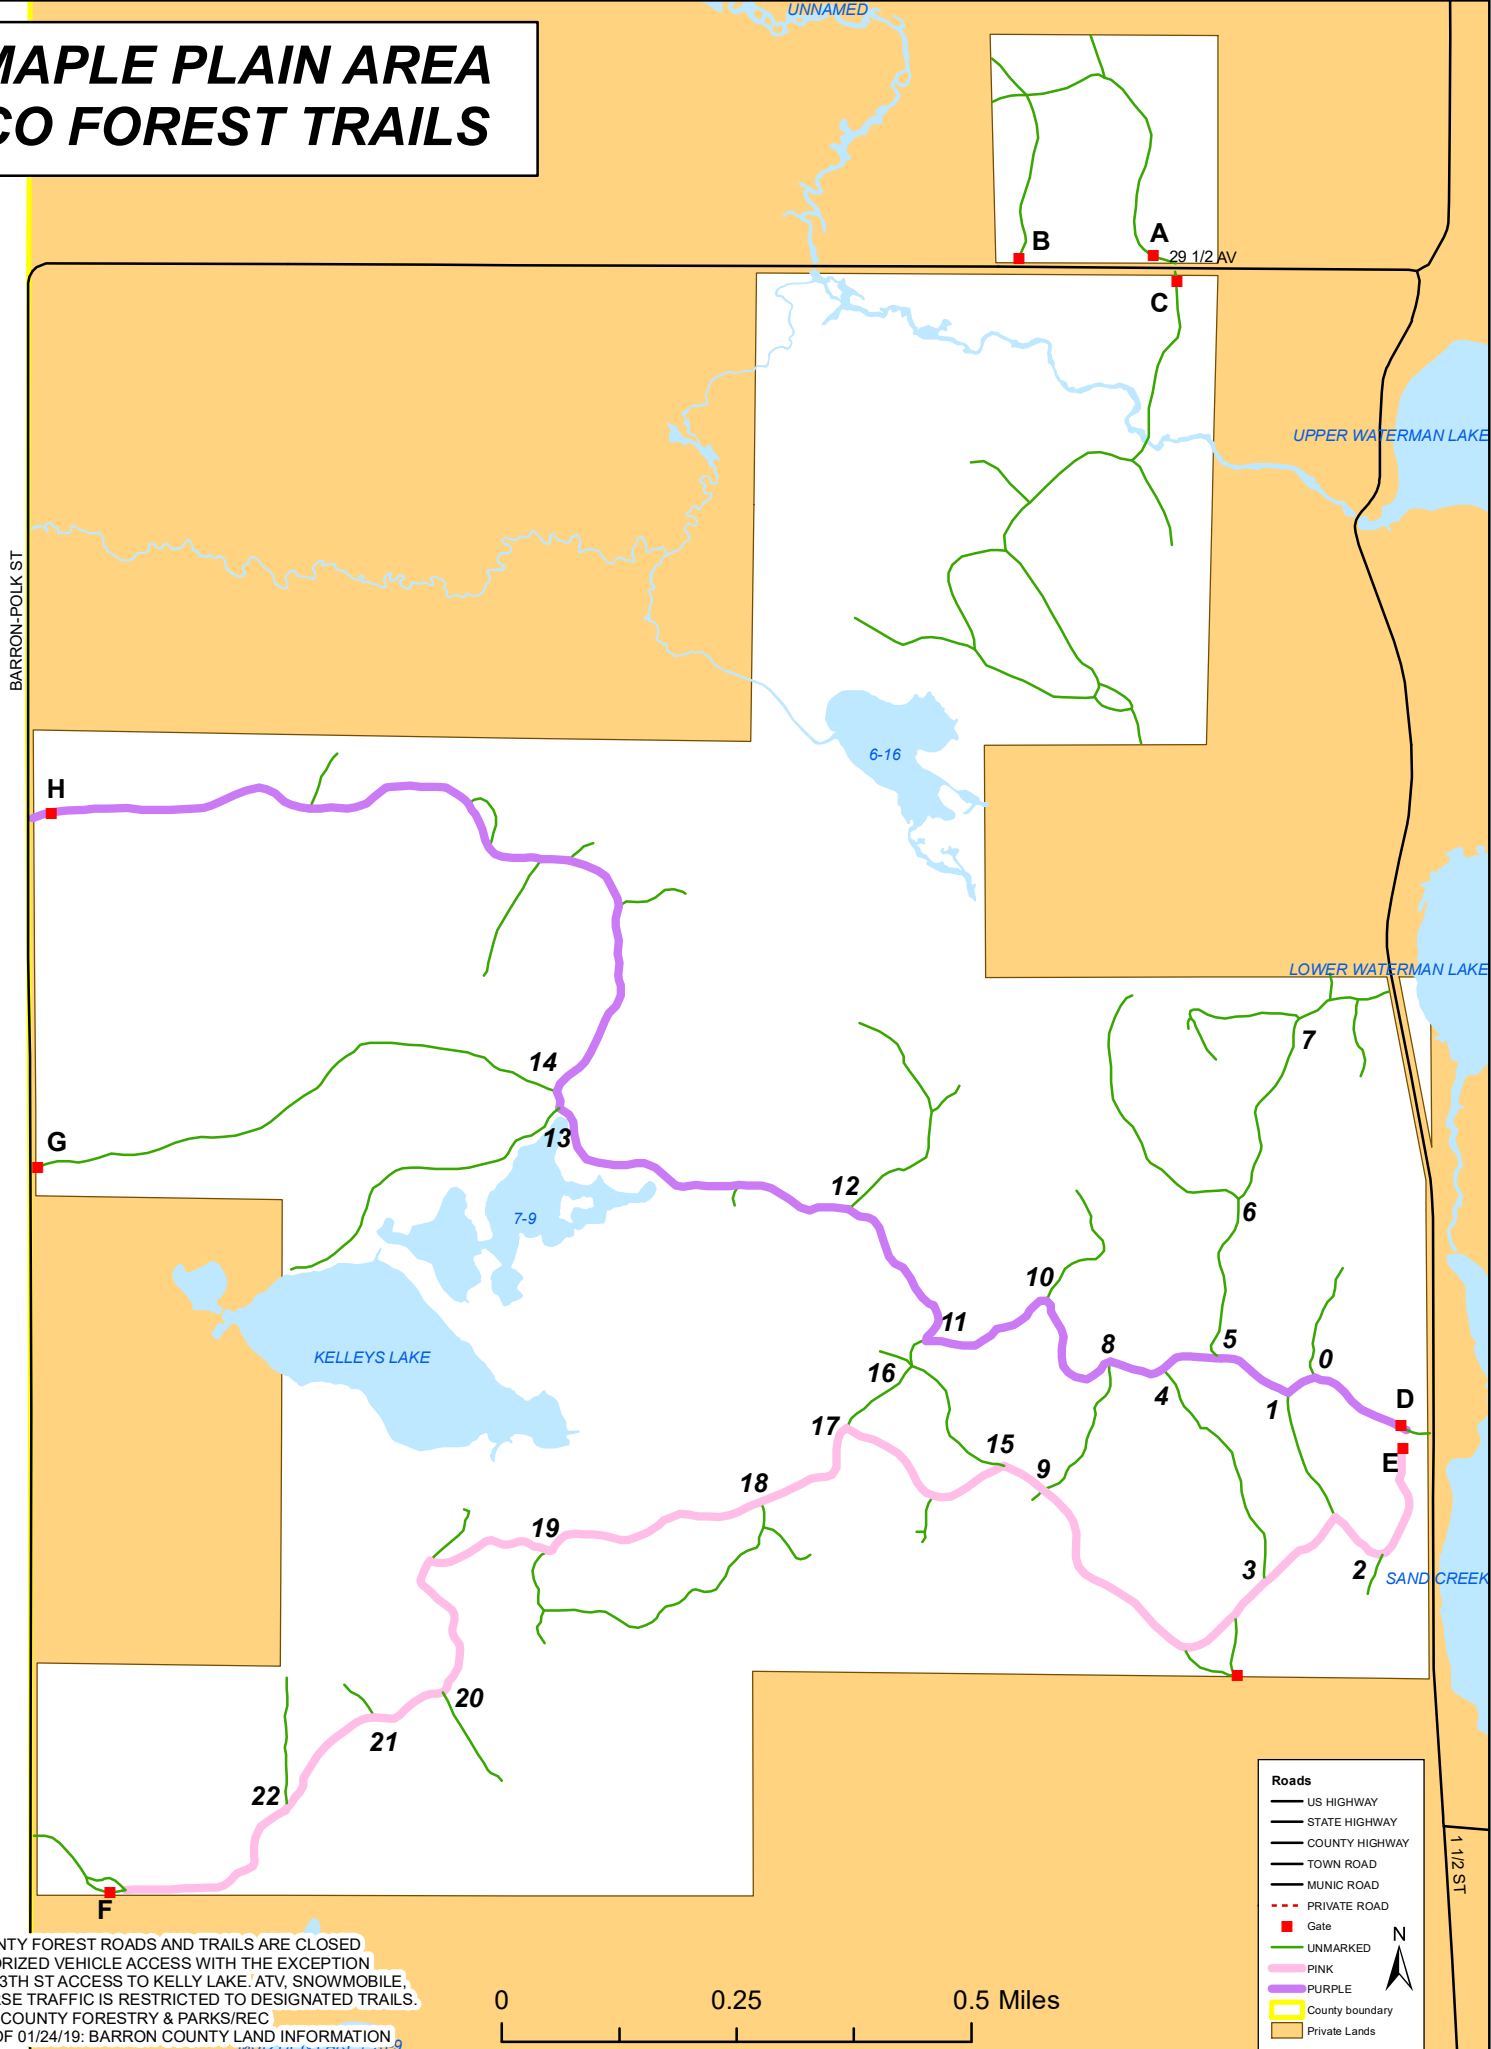 UNNAMED
MAPLE PLAIN AREA
CO FOREST TRAILS
B
A
29 1/2 AV
C
UPPER WATERMAN LAKE
BARRON-POLK ST
6-16
H
LOWER WATERMAN LAKE
7
14
13
G
12
6
7-9
10
11
5
8
0
KELLEYS LAKE
16
4
1
D
17
15
E
9
18
19
3
2
SAND CREEK
20
21
22
F
Roads
US HIGHWAY
STATE HIGHWAY
COUNTY HIGHWAY
TOWN ROAD
MUNIC ROAD
PRIVATE ROAD
Gate
UNMARKED
PINK
PURPLE
County boundary
Private Lands
N
1 1/2 ST
NTY FOREST ROADS AND TRAILS ARE CLOSED
ORIZED VEHICLE ACCESS WITH THE EXCEPTION
3TH ST ACCESS TO KELLY LAKE. ATV, SNOWMOBILE,
SE TRAFFIC IS RESTRICTED TO DESIGNATED TRAILS.
COUNTY FORESTRY & PARKS/REC
OF 01/24/19: BARRON COUNTY LAND INFORMATION
0 0.25 0.5 Miles